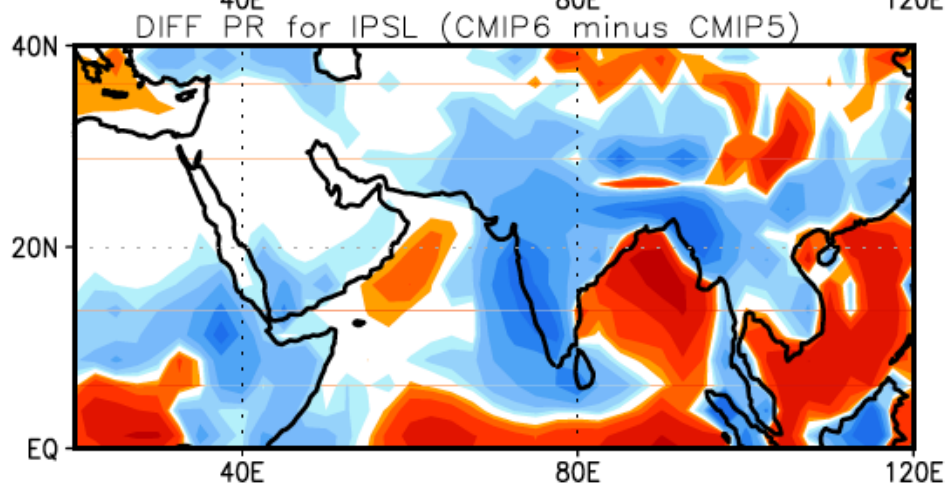 40E 80E 120E
DIFF PR for IPSL (CMIP6 minus CMIP5)
40N
20N
EQ
40E 80E 120E